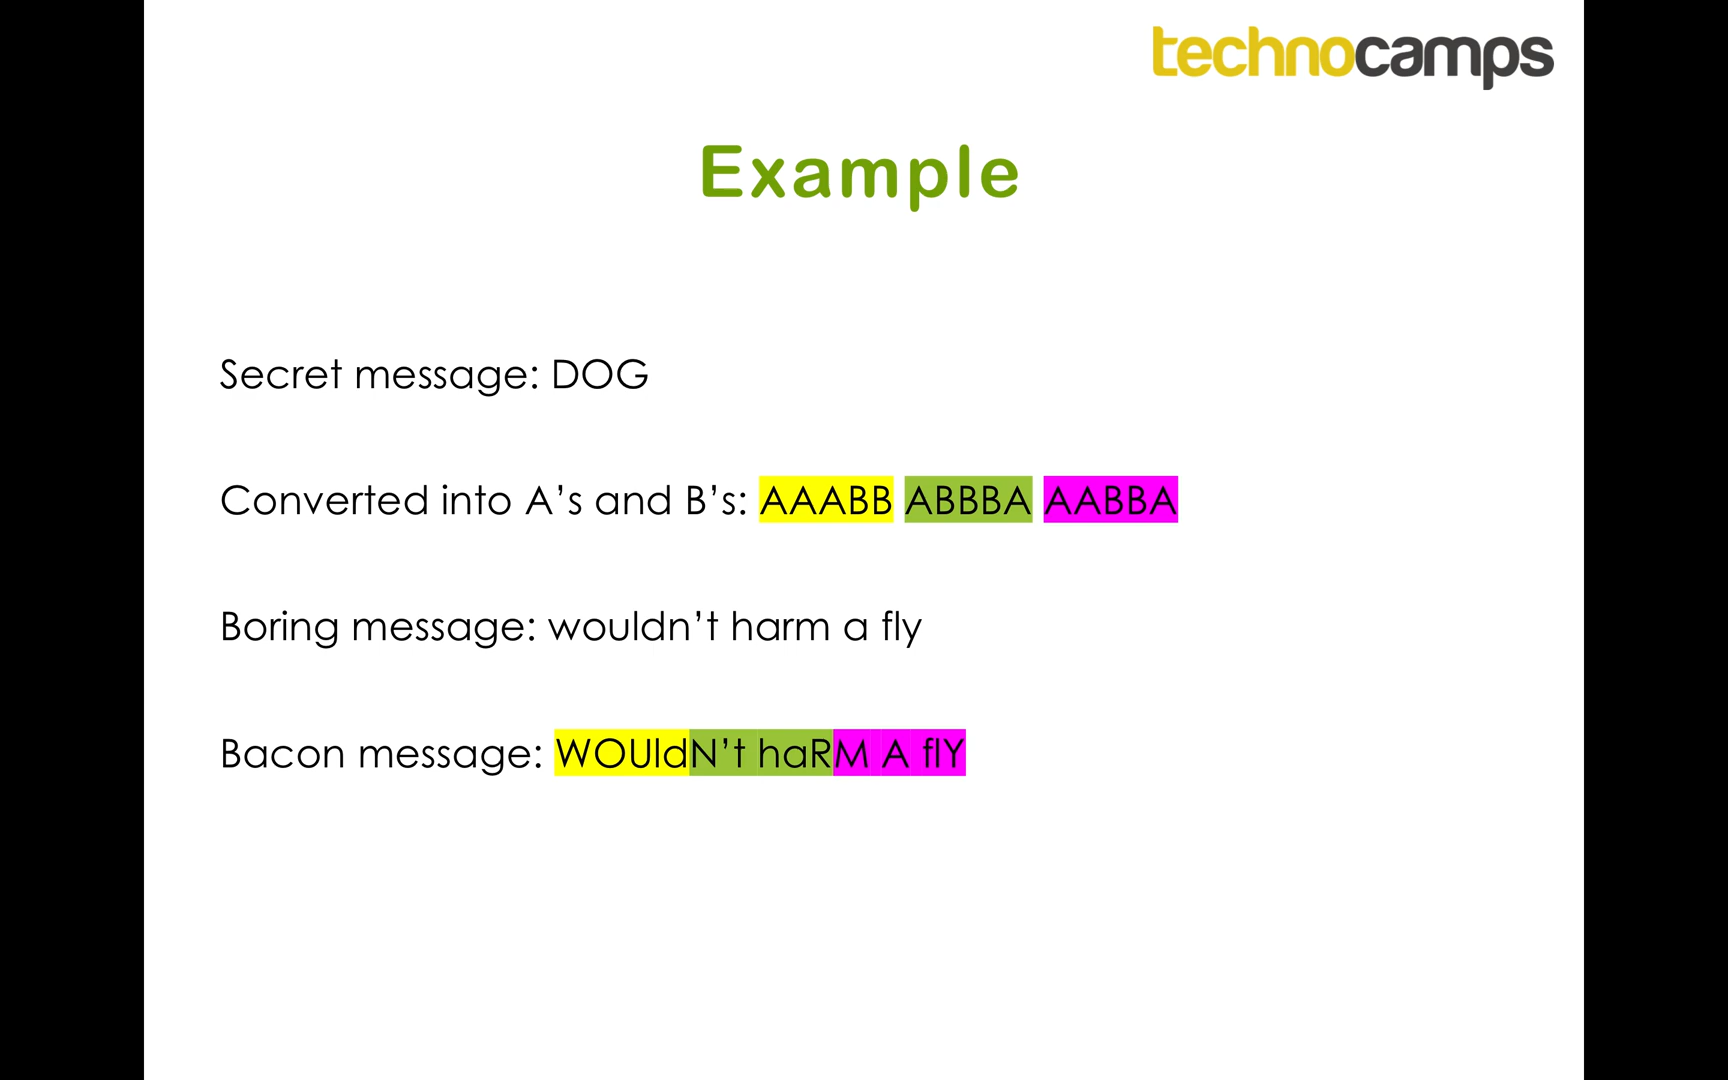 technocamps
Example
Secret message: DOG
Converted into A’s and B’s: AAABB ABBBA AABBA
Boring message: wouldn’t harm a fly
Bacon message: WOUldN’t haRM A flY